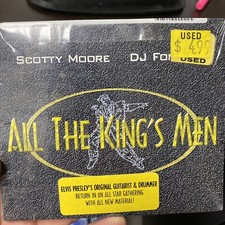 USED
$4.99
USED
SCOTTY MOORE DJ
ALL THE KING'S MEN
ELVIS PRESLEY'S ORIGINAL GUITARIST & DRUMMER
RETURN IN AN ALL STAR GATHERING
WITH ALL NEW MATERIAL!